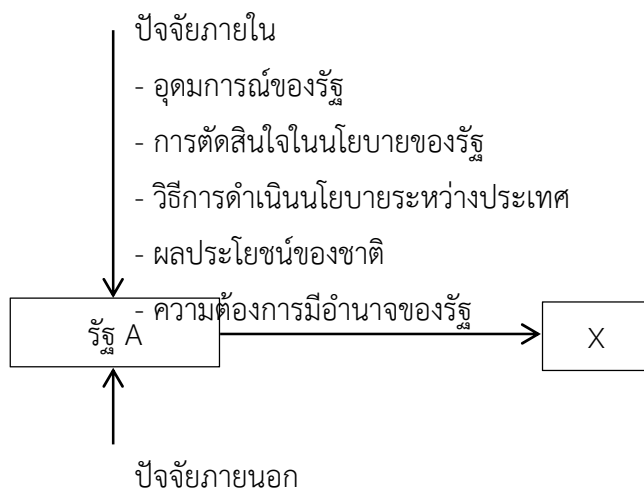 ปัจจัยภายใน
- อุดมการณ์ของรัฐ
- การตัดสินใจในนโยบายของรัฐ
- วิธีการดำเนินนโยบายระหว่างประเทศ
- ผลประโยชน์ของชาติ
- ความต้องการมีอำนาจของรัฐ
รัฐ A
X
ปัจจัยภายนอก